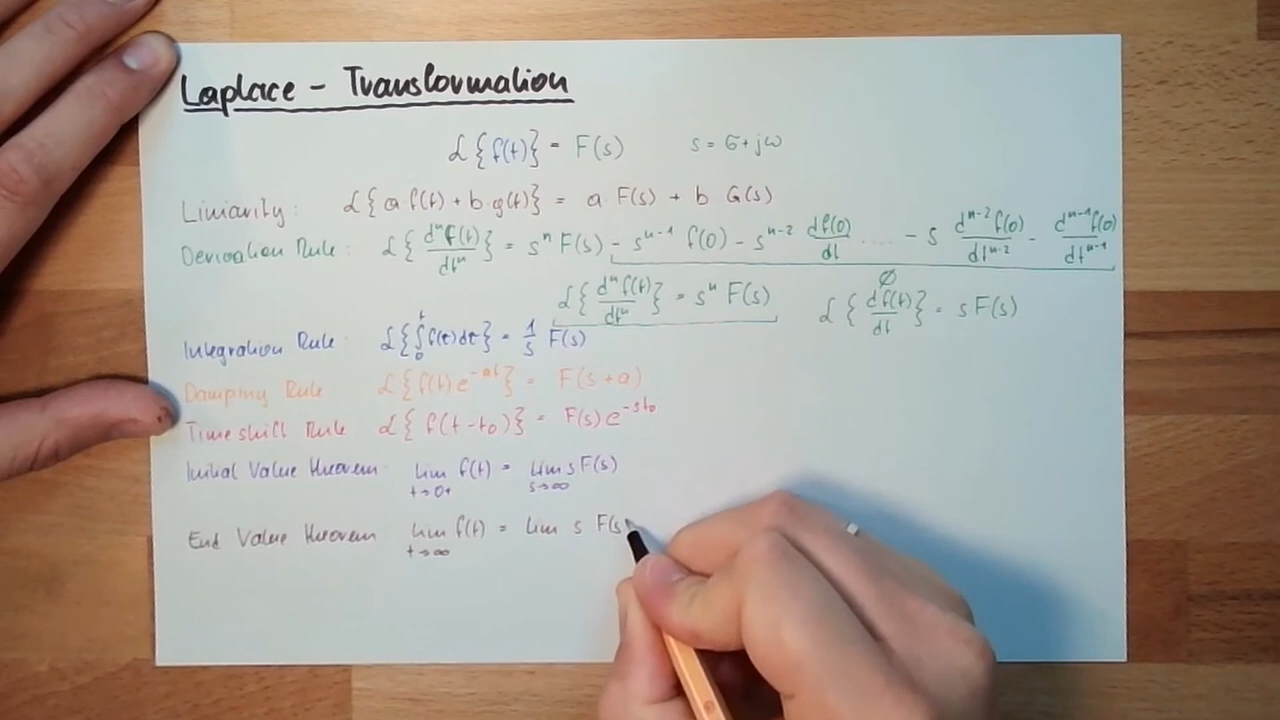 Laplace - Transformation
ℒ{f(t)} = F(s) s = σ + jω
Liniarity: ℒ{a f(t) + b g(t)} = a F(s) + b G(s)
Derivation Rule: ℒ{dⁿf(t)/dtⁿ} = sⁿ F(s) - sⁿ⁻¹ f(0) - sⁿ⁻² df(0)/dt .... - s dⁿ⁻²f(0)/dtⁿ⁻² - dⁿ⁻¹f(0)/dtⁿ⁻¹
∅
ℒ{dⁿf(t)/dtⁿ} = sⁿ F(s) ℒ{df(t)/dt} = s F(s)
Integration Rule: ℒ{∫₀ᵗ f(τ)dτ} = 1/s F(s)
Damping Rule: ℒ{f(t) e^-at} = F(s+a)
Time shift Rule ℒ{f(t-t₀)} = F(s) e^-st₀
Initial Value theorem lim t→0+ f(t) = lim s→∞ s F(s)
End Value theorem lim t→∞ f(t) = lim s F(s